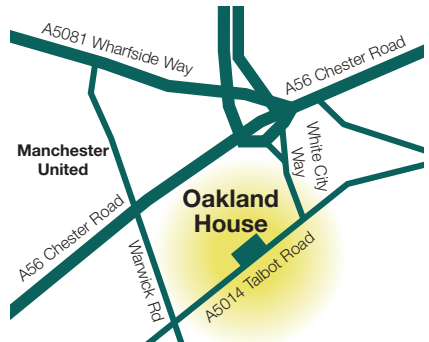 A5081 Wharfside Way
A56 Chester Road
White City
Way
Manchester
United
Oakland
House
A56 Chester Road
Warwick Rd
A5014 Talbot Road